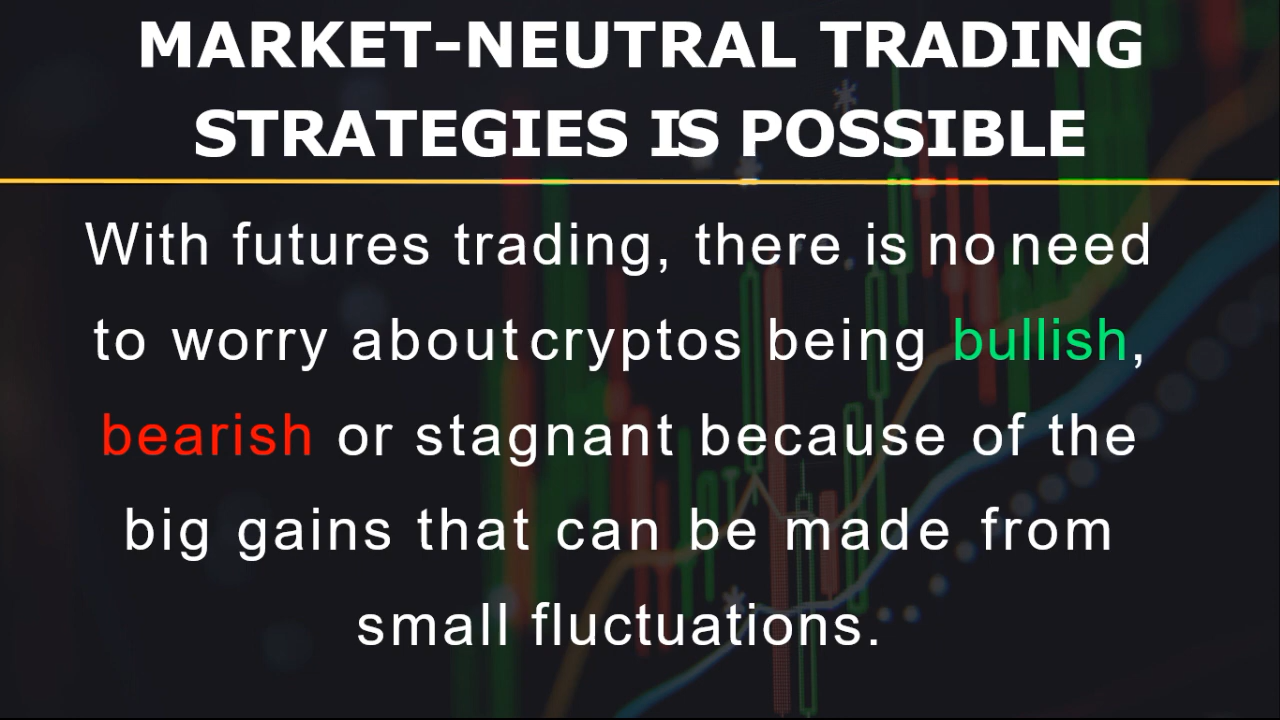 MARKET-NEUTRAL TRADING
STRATEGIES IS POSSIBLE
With futures trading, there is no need
to worry about cryptos being bullish,
bearish or stagnant because of the
big gains that can be made from
small fluctuations.